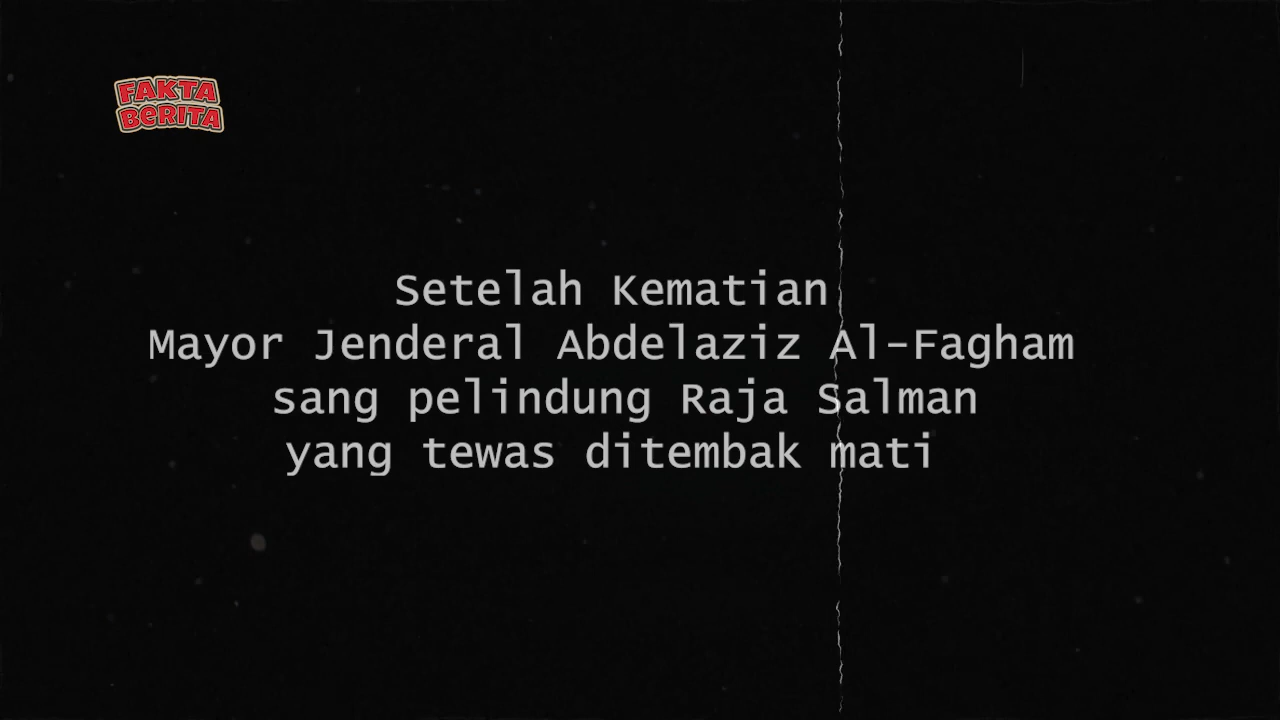 FAKTA
BeRITA
Setelah Kematian
Mayor Jenderal Abdelaziz Al-Fagham
sang pelindung Raja Salman
yang tewas ditembak mati